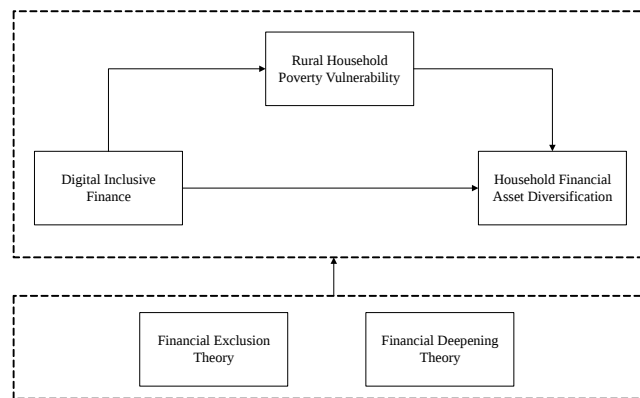 Rural Household
Poverty Vulnerability
Digital Inclusive
Finance
Household Financial
Asset Diversification
Financial Exclusion
Theory
Financial Deepening
Theory